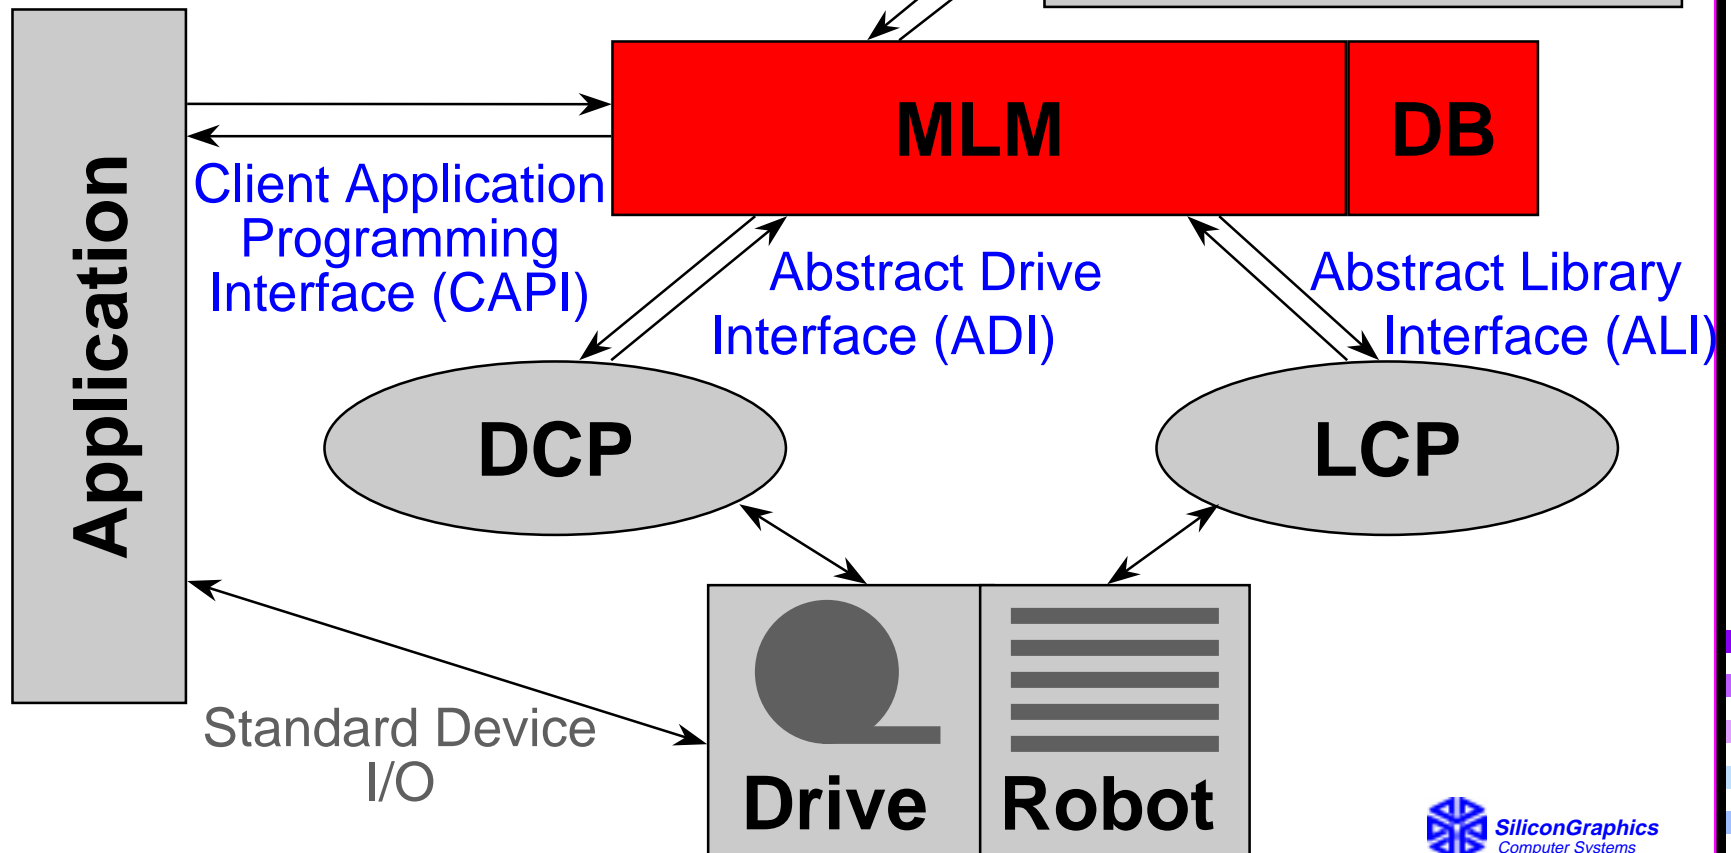 MLM
DB
Application
Client Application
Programming
Interface (CAPI)
Abstract Drive
Interface (ADI)
Abstract Library
Interface (ALI)
DCP
LCP
Standard Device
I/O
Drive
Robot
SiliconGraphics
Computer Systems